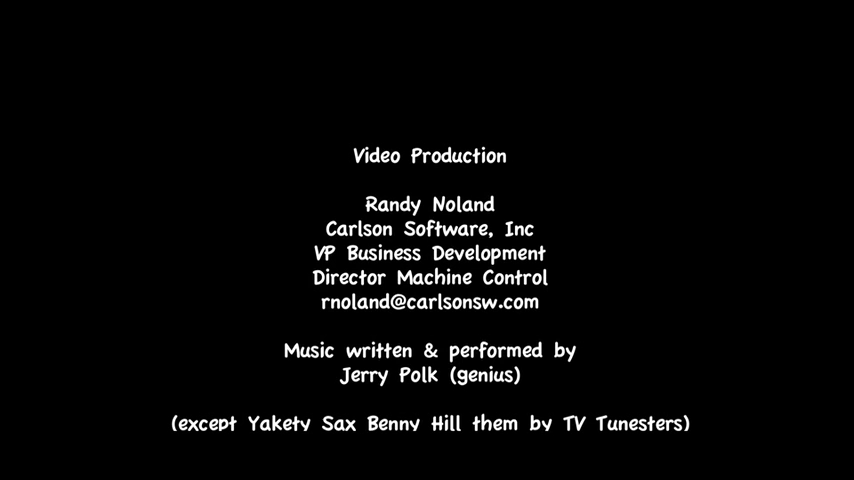 Video Production
Randy Noland
Carlson Software, Inc
VP Business Development
Director Machine Control
rnoland@carlsonsw.com
Music written & performed by
Jerry Polk (genius)
(except Yakety Sax Benny Hill them by TV Tunesters)